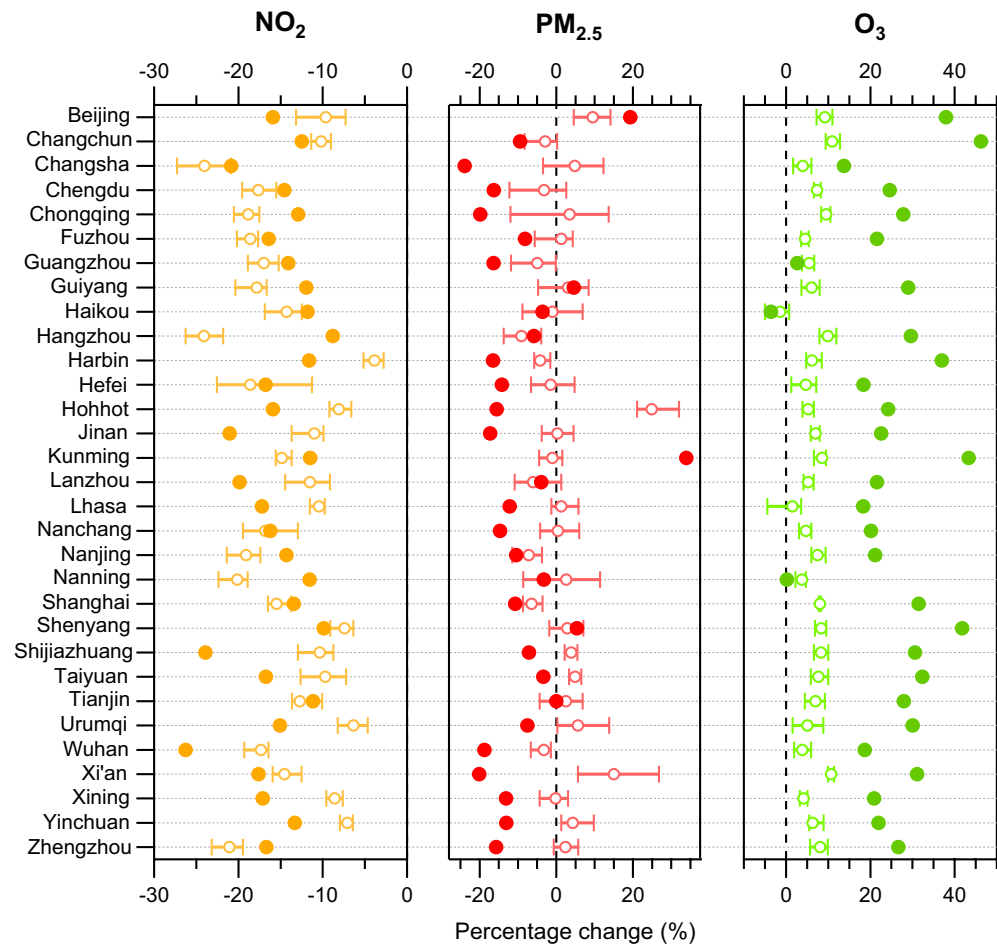 NO2 PM2.5 O3
-30 -20 -10 0 -20 0 20 0 20 40
Beijing
Changchun
Changsha
Chengdu
Chongqing
Fuzhou
Guangzhou
Guiyang
Haikou
Hangzhou
Harbin
Hefei
Hohhot
Jinan
Kunming
Lanzhou
Lhasa
Nanchang
Nanjing
Nanning
Shanghai
Shenyang
Shijiazhuang
Taiyuan
Tianjin
Urumqi
Wuhan
Xi'an
Xining
Yinchuan
Zhengzhou
-30 -20 -10 0 -20 0 20 0 20 40
Percentage change (%)